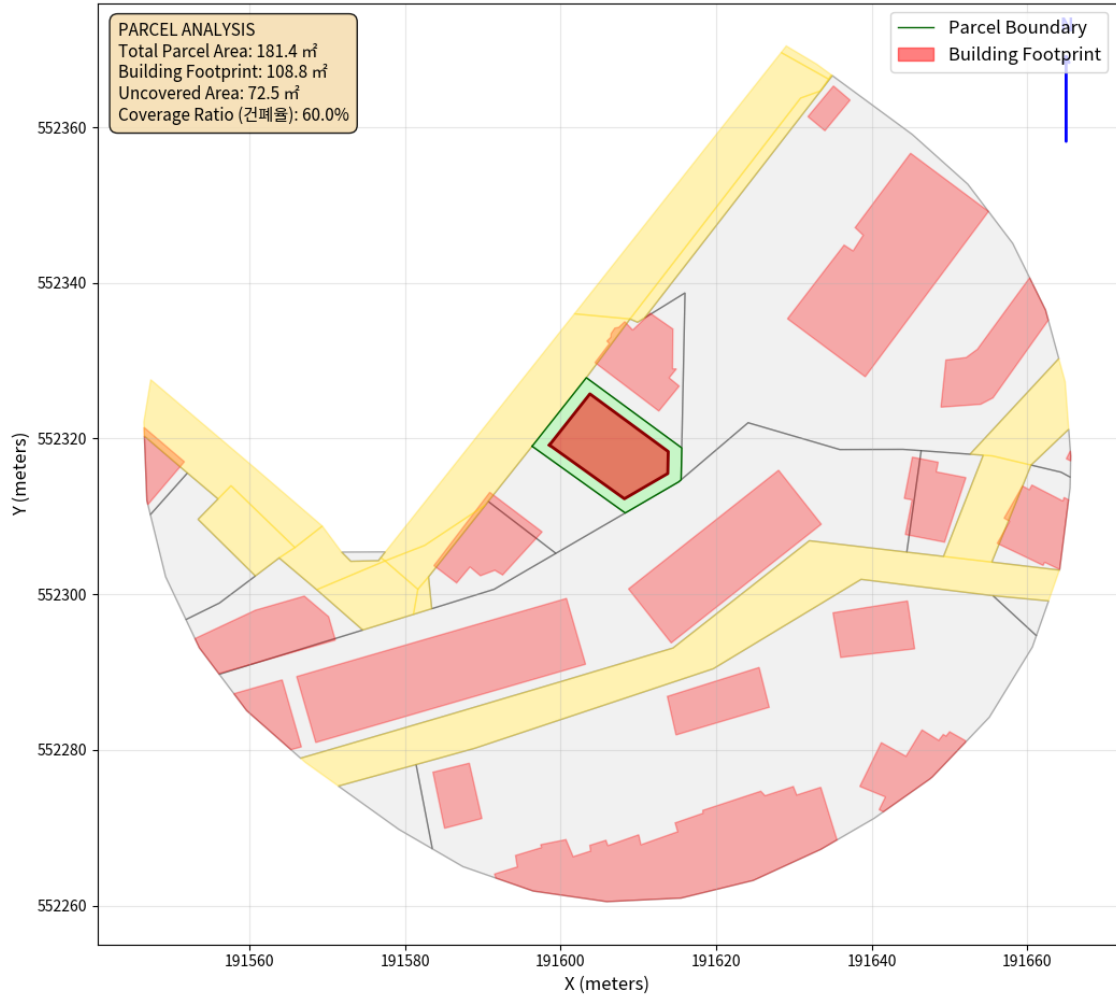 PARCEL ANALYSIS
Total Parcel Area: 181.4 ㎡
Building Footprint: 108.8 ㎡
Uncovered Area: 72.5 ㎡
Coverage Ratio (건폐율): 60.0%
Parcel Boundary
Building Footprint
N
552360
552340
552320
552300
552280
552260
Y (meters)
191560
191580
191600
191620
191640
191660
X (meters)